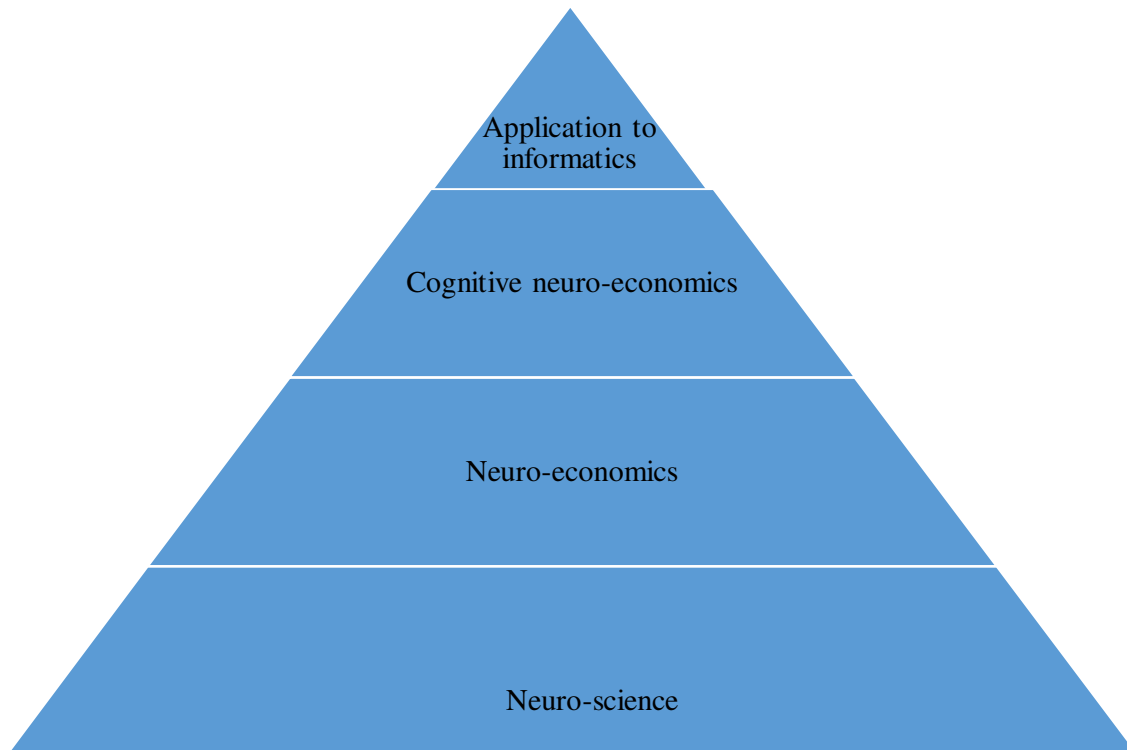 Application to
informatics
Cognitive neuro-economics
Neuro-economics
Neuro-science